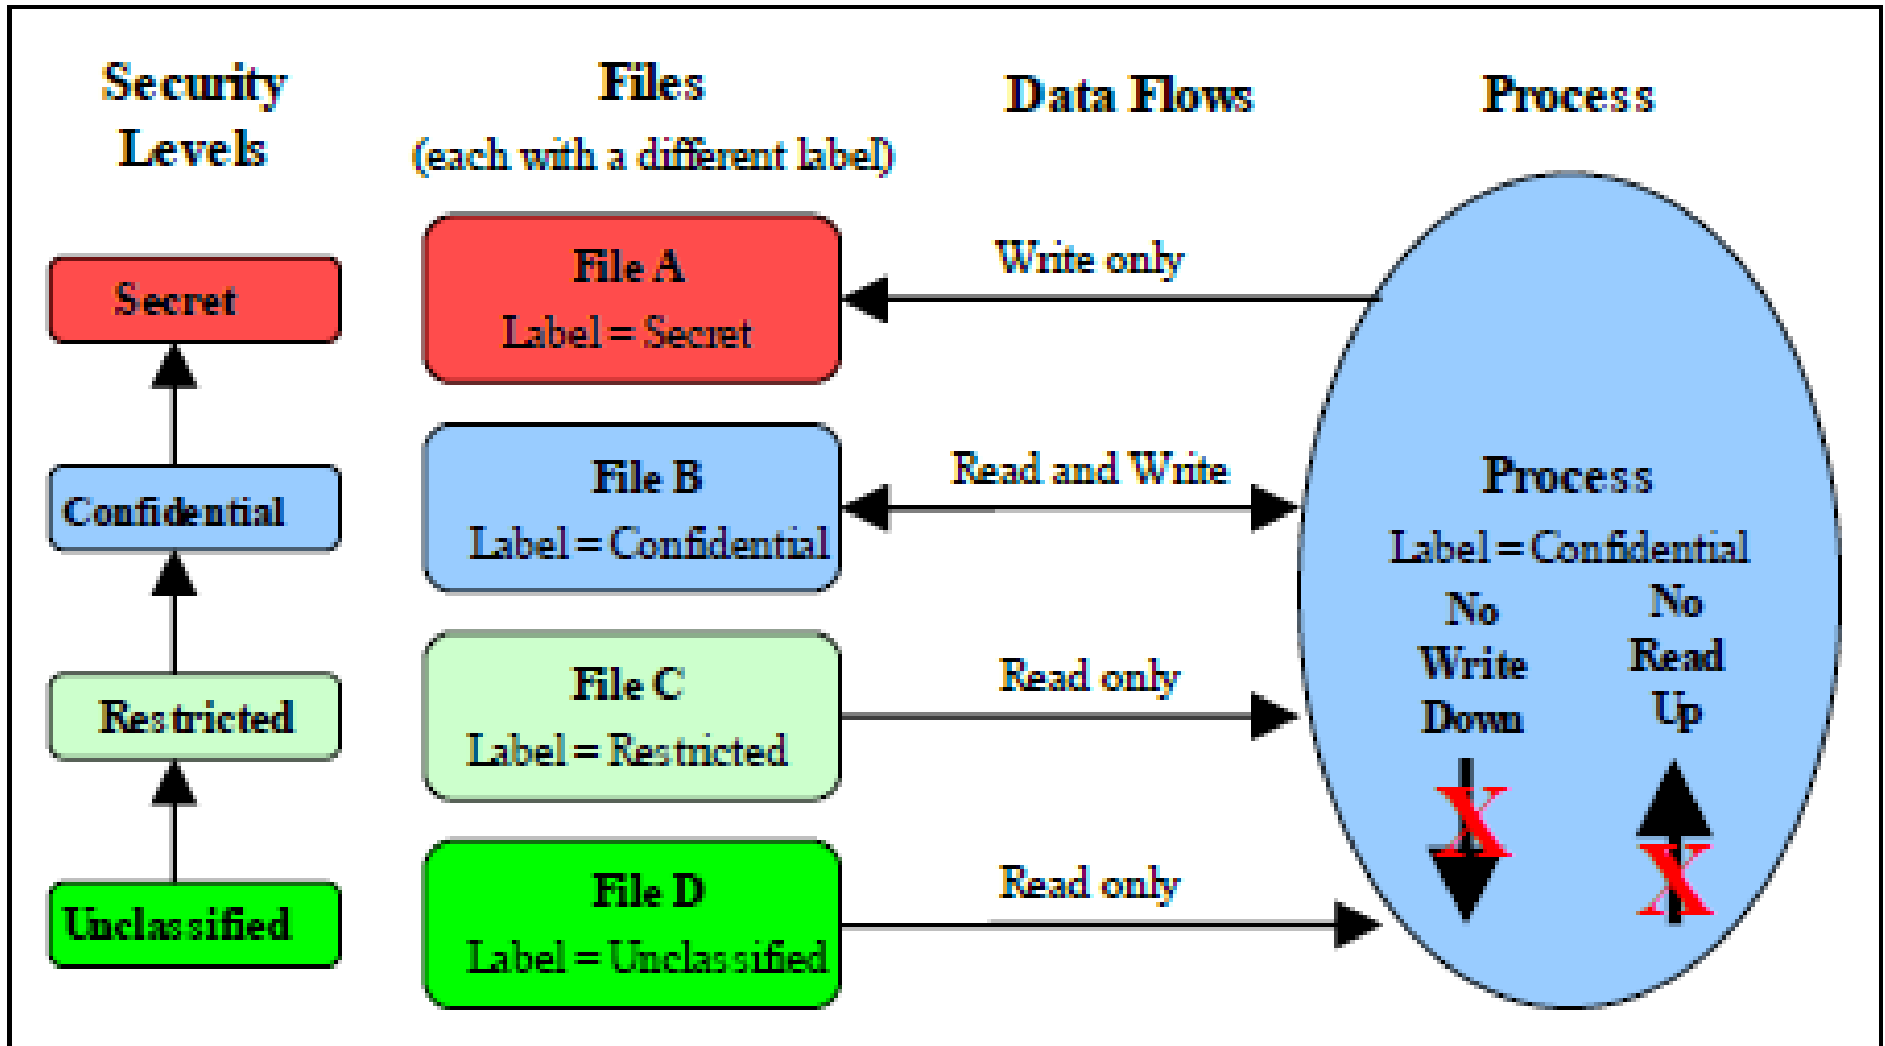 Security
Levels
Files
(each with a different label)
Data Flows
Process
Secret
Confidential
Restricted
Unclassified
File A
Label = Secret
File B
Label = Confidential
File C
Label = Restricted
File D
Label = Unclassified
Write only
Read and Write
Read only
Read only
Process
Label = Confidential
No
Write
Down
X
No
Read
Up
X